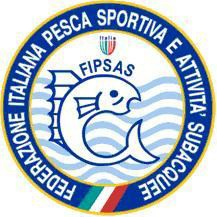 FEDERAZIONE ITALIANA PESCA SPORTIVA E ATTIVITA' SUBACQUEE
Italia
FIPSAS